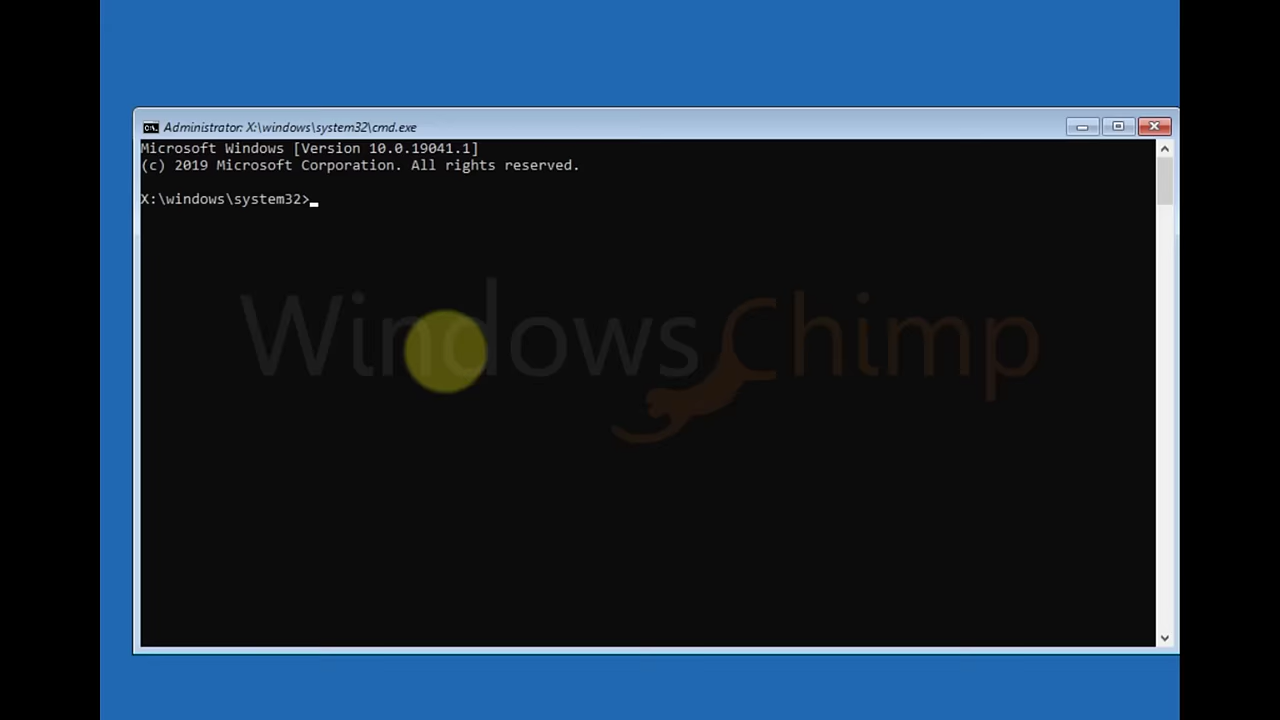 Administrator: X:\windows\system32\cmd.exe
Microsoft Windows [Version 10.0.19041.1]
(c) 2019 Microsoft Corporation. All rights reserved.
X:\windows\system32>
WindowsChimp